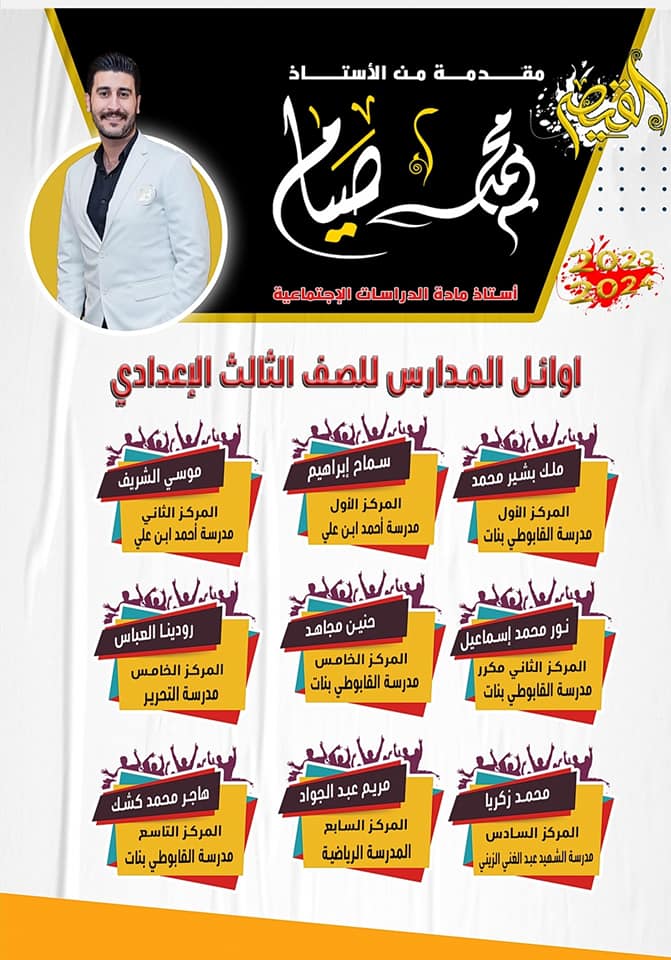 مقدمة من الأستاذ
القيصر
محمد صيام
2023
2024
أستاذ مادة الدراسات الإجتماعية
اوائل المدارس للصف الثالث الإعدادي
ملك بشير محمد
المركز الأول
مدرسة القابوطي بنات
سماح إبراهيم
المركز الأول
مدرسة أحمد ابن علي
موسي الشريف
المركز الثاني
مدرسة أحمد ابن علي
نور محمد إسماعيل
المركز الثاني مكرر
مدرسة القابوطي بنات
حنين مجاهد
المركز الخامس
مدرسة القابوطي بنات
رودينا العباس
المركز الخامس
مدرسة التحرير
محمد زكريا
المركز السادس
مدرسة الشهيد عبد الغني الزيني
مريم عبد الجواد
المركز السابع
المدرسة الرياضية
هاجر محمد كشك
المركز التاسع
مدرسة القابوطي بنات